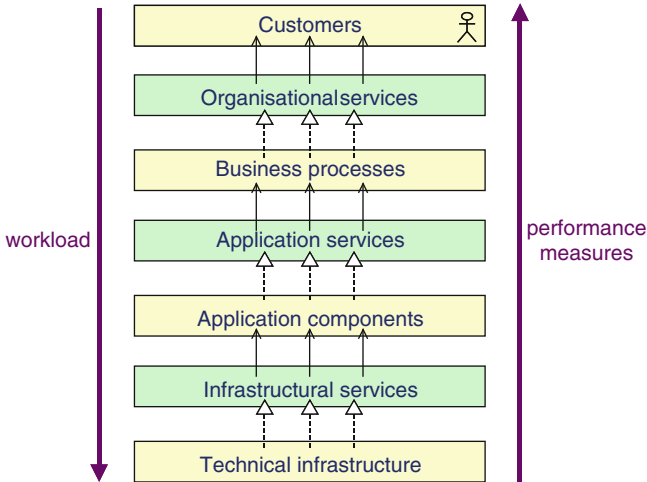 Customers
Organisationalservices
Business processes
workload
Application services
performance
measures
Application components
Infrastructural services
Technical infrastructure